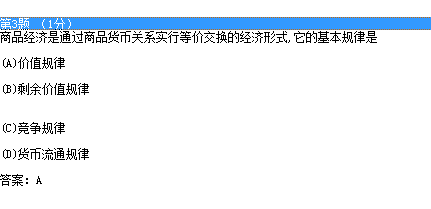 第3题 （1分）
商品经济是通过商品货币关系实行等价交换的经济形式,它的基本规律是
(A)价值规律
(B)剩余价值规律
(C)竞争规律
(D)货币流通规律
答案：A